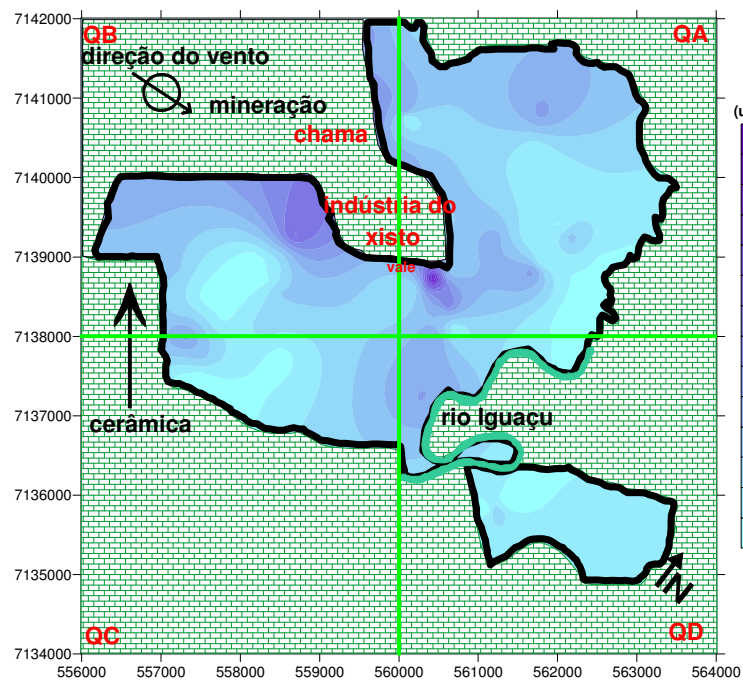 7142000
7141000
7140000
7139000
7138000
7137000
7136000
7135000
7134000
QB
QA
direção do vento
mineração
chama
indústria do
xisto
vale
cerâmica
rio Iguaçu
N
QC
QD
556000 557000 558000 559000 560000 561000 562000 563000 564000